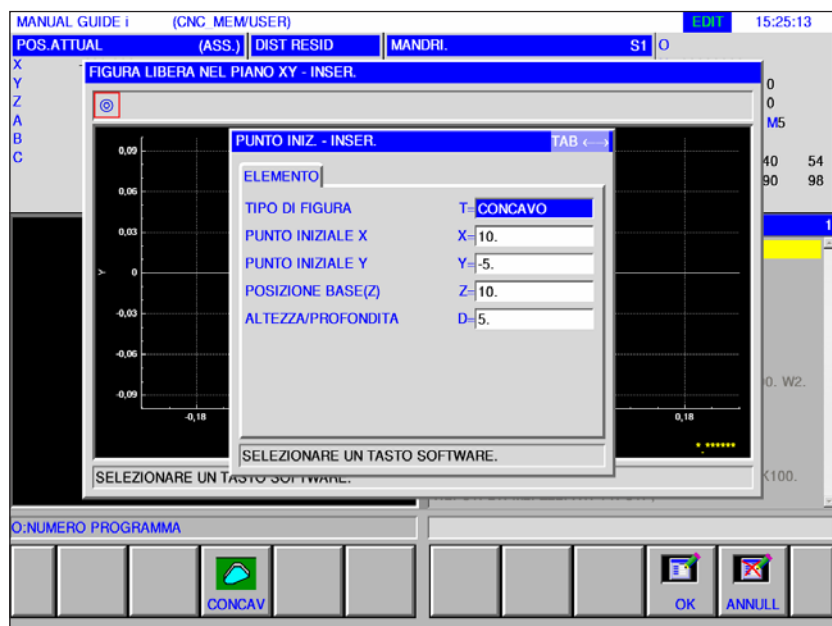 MANUAL GUIDE i (CNC_MEM/USER) EDIT 15:25:13
POS.ATTUAL (ASS.) DIST RESID MANDRI. S1 O
X
Y 0
Z 0
A M5
B
C 40 54
90 98
FIGURA LIBERA NEL PIANO XY - INSER.
PUNTO INIZ. - INSER. TAB
ELEMENTO
TIPO DI FIGURA T= CONCAVO
PUNTO INIZIALE X X= 10.
PUNTO INIZIALE Y Y= -5.
POSIZIONE BASE(Z) Z= 10.
ALTEZZA/PROFONDITA D= 5.
SELEZIONARE UN TASTO SOFTWARE.
0,09
0,06
0,03
Y 0
-0,03
-0,06
-0,09
-0,18 0,18
*.******
1
00. W2.
K100.
SELEZIONARE UN TASTO SOFTWARE.
O:NUMERO PROGRAMMA
CONCAV OK ANNULL